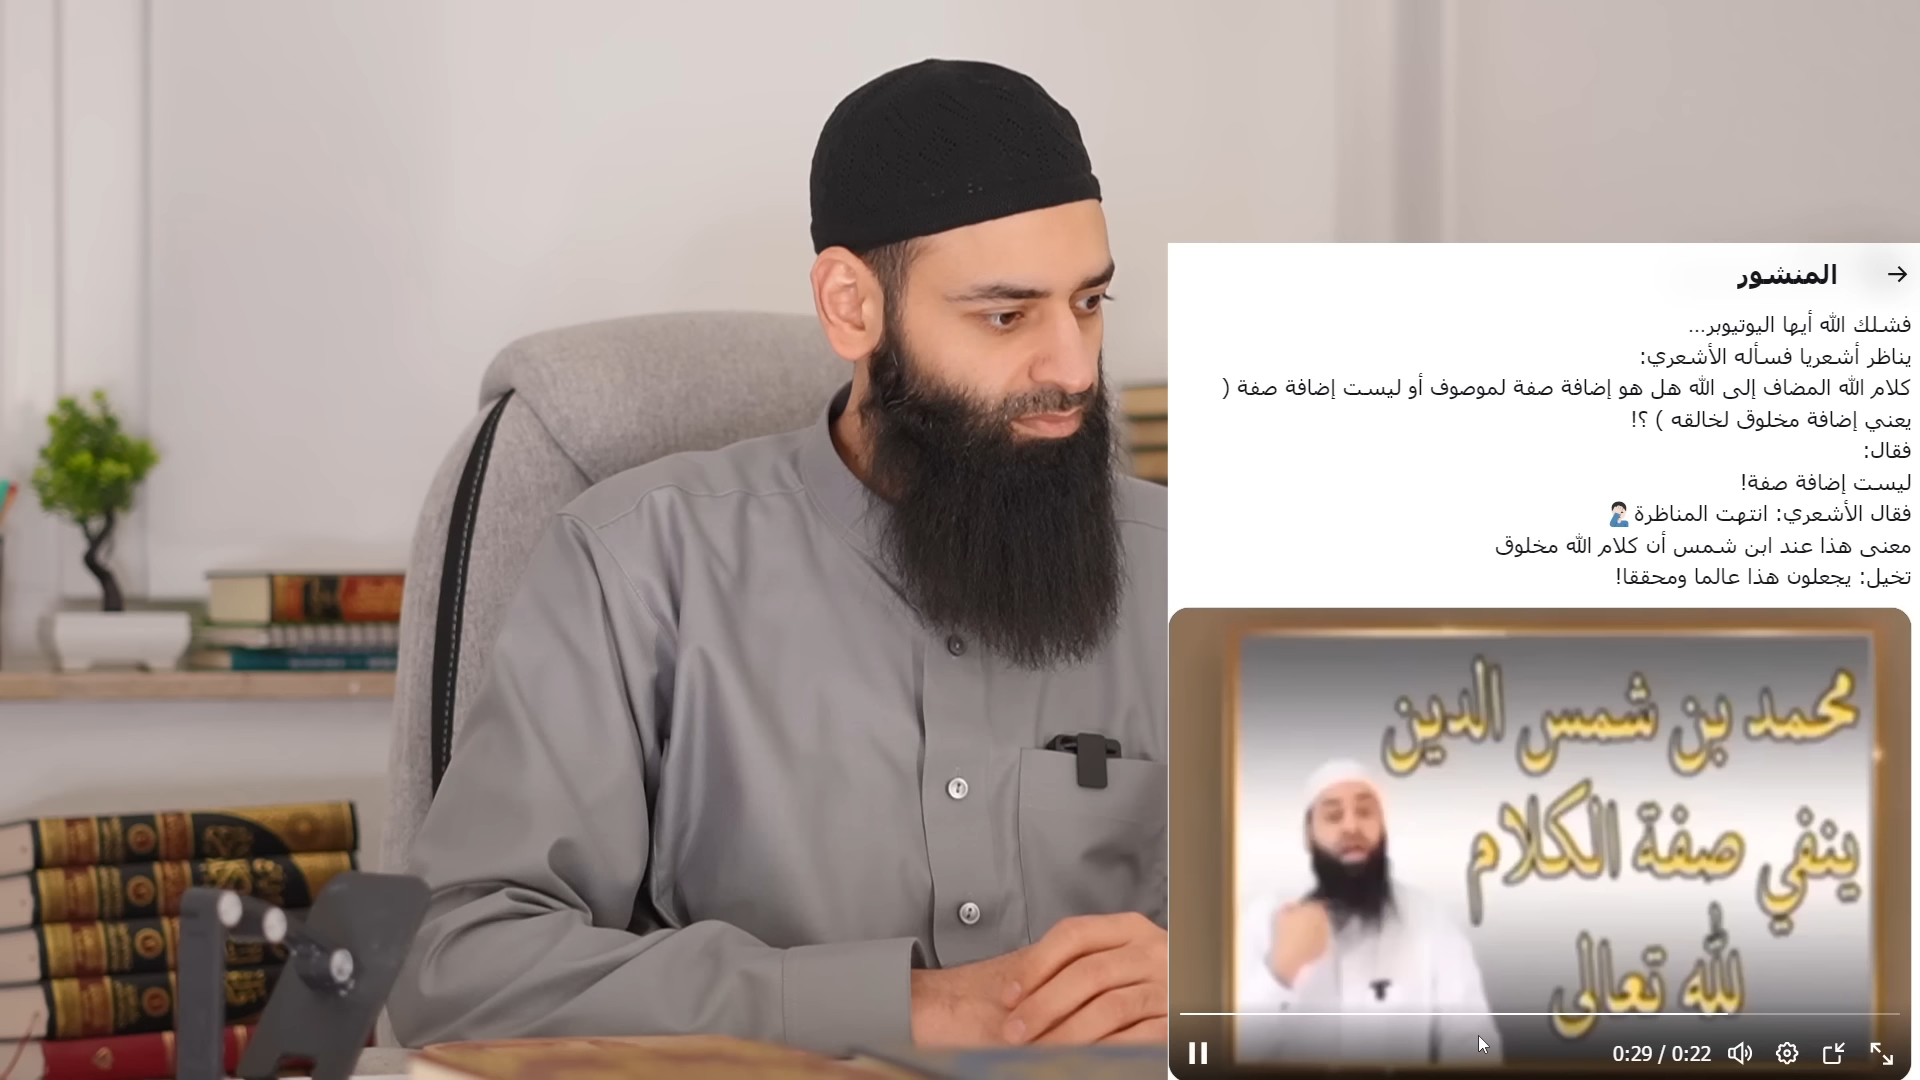 المنشور
فشلك الله أيها اليوتيوبر...
يناظر أشعريا فسأله الأشعري:
كلام الله المضاف إلى الله هل هو إضافة صفة لموصوف أو ليست إضافة صفة (
يعني إضافة مخلوق لخالقه ) ؟!
فقال:
ليست إضافة صفة!
فقال الأشعري: انتهت المناظرة🤦🏻‍♂️
معنى هذا عند ابن شمس أن كلام الله مخلوق
تخيل: يجعلون هذا عالما ومحققا!
محمد بن شمس الدين
ينفي صفة الكلام
لله تعالى
0:29 / 0:22